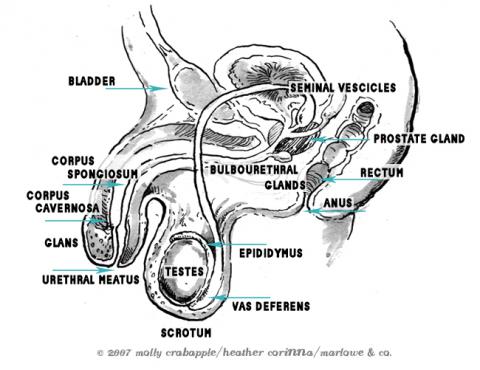 BLADDER
SEMINAL VESCICLES
PROSTATE GLAND
CORPUS
SPONGIOSUM
BULBOURETHRAL
GLANDS
RECTUM
CORPUS
CAVERNOSA
ANUS
GLANS
EPIDIDYMUS
TESTES
URETHRAL MEATUS
VAS DEFERENS
SCROTUM
© 2007 molly crabapple/heather corinna/marlowe & co.